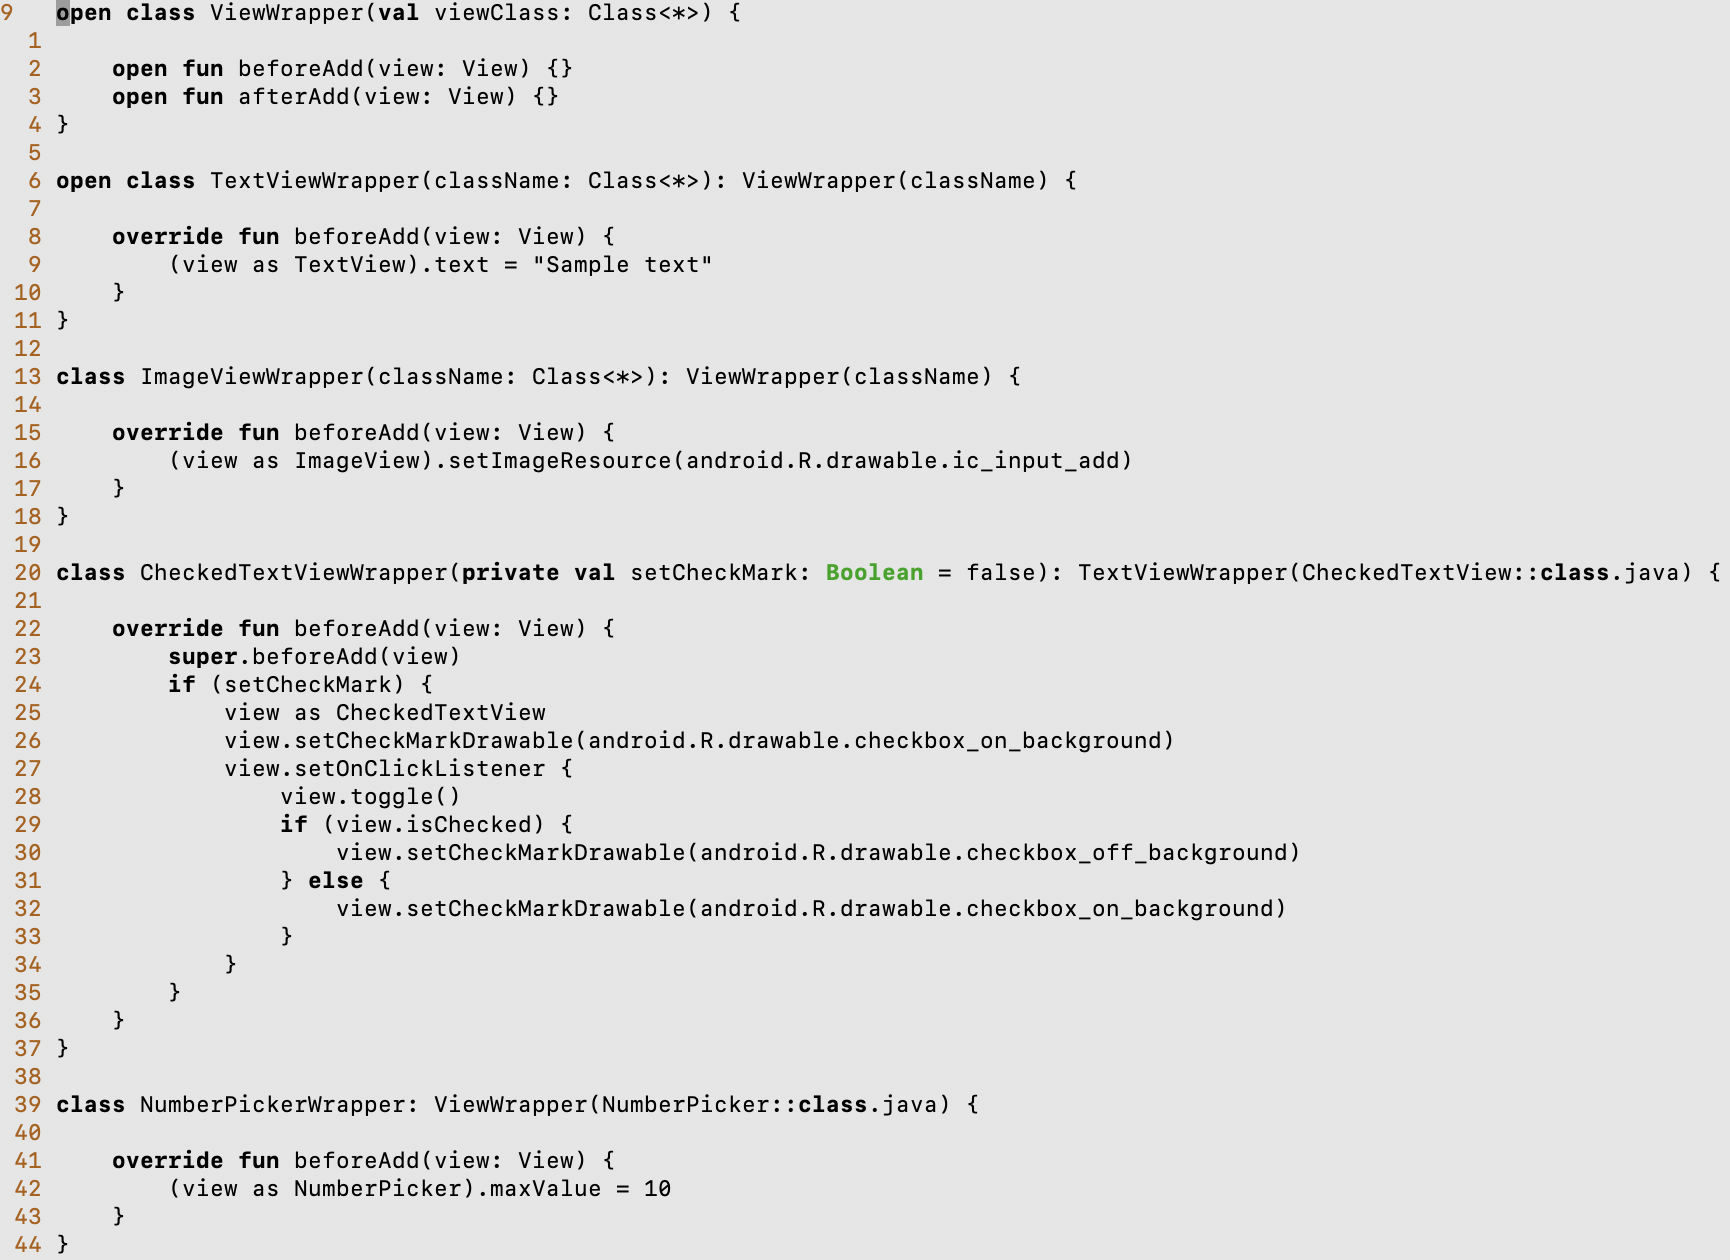 9   open class ViewWrapper(val viewClass: Class<*>) {
  1
  2     open fun beforeAdd(view: View) {}
  3     open fun afterAdd(view: View) {}
  4 }
  5
  6 open class TextViewWrapper(className: Class<*>): ViewWrapper(className) {
  7
  8     override fun beforeAdd(view: View) {
  9         (view as TextView).text = "Sample text"
 10     }
 11 }
 12
 13 class ImageViewWrapper(className: Class<*>): ViewWrapper(className) {
 14
 15     override fun beforeAdd(view: View) {
 16         (view as ImageView).setImageResource(android.R.drawable.ic_input_add)
 17     }
 18 }
 19
 20 class CheckedTextViewWrapper(private val setCheckMark: Boolean = false): TextViewWrapper(CheckedTextView::class.java) {
 21
 22     override fun beforeAdd(view: View) {
 23         super.beforeAdd(view)
 24         if (setCheckMark) {
 25             view as CheckedTextView
 26             view.setCheckMarkDrawable(android.R.drawable.checkbox_on_background)
 27             view.setOnClickListener {
 28                 view.toggle()
 29                 if (view.isChecked) {
 30                     view.setCheckMarkDrawable(android.R.drawable.checkbox_off_background)
 31                 } else {
 32                     view.setCheckMarkDrawable(android.R.drawable.checkbox_on_background)
 33                 }
 34             }
 35         }
 36     }
 37 }
 38
 39 class NumberPickerWrapper: ViewWrapper(NumberPicker::class.java) {
 40
 41     override fun beforeAdd(view: View) {
 42         (view as NumberPicker).maxValue = 10
 43     }
 44 }